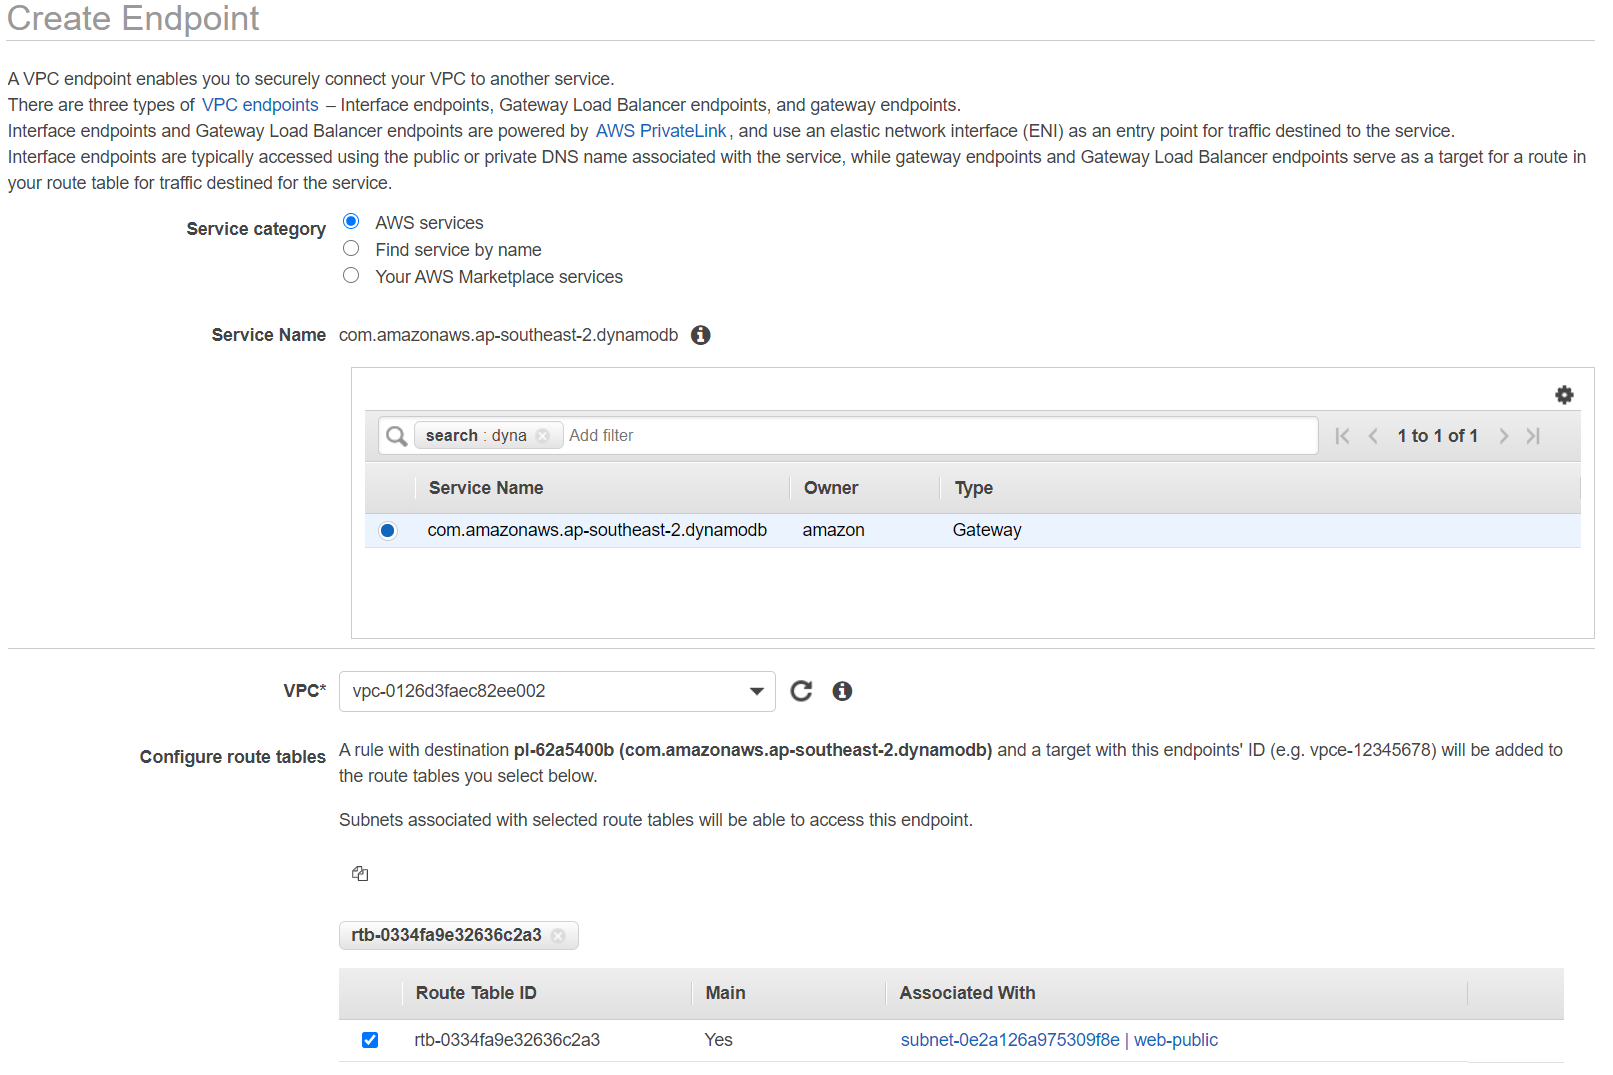 Create Endpoint
A VPC endpoint enables you to securely connect your VPC to another service.
There are three types of VPC endpoints – Interface endpoints, Gateway Load Balancer endpoints, and gateway endpoints.
Interface endpoints and Gateway Load Balancer endpoints are powered by AWS PrivateLink, and use an elastic network interface (ENI) as an entry point for traffic destined to the service.
Interface endpoints are typically accessed using the public or private DNS name associated with the service, while gateway endpoints and Gateway Load Balancer endpoints serve as a target for a route in
your route table for traffic destined for the service.
Service category
AWS services
Find service by name
Your AWS Marketplace services
Service Name com.amazonaws.ap-southeast-2.dynamodb
search : dyna Add filter 1 to 1 of 1
Service Name Owner Type
com.amazonaws.ap-southeast-2.dynamodb amazon Gateway
VPC* vpc-0126d3faec82ee002
Configure route tables A rule with destination pl-62a5400b (com.amazonaws.ap-southeast-2.dynamodb) and a target with this endpoints' ID (e.g. vpce-12345678) will be added to
the route tables you select below.
Subnets associated with selected route tables will be able to access this endpoint.
rtb-0334fa9e32636c2a3
Route Table ID Main Associated With
rtb-0334fa9e32636c2a3 Yes subnet-0e2a126a975309f8e | web-public